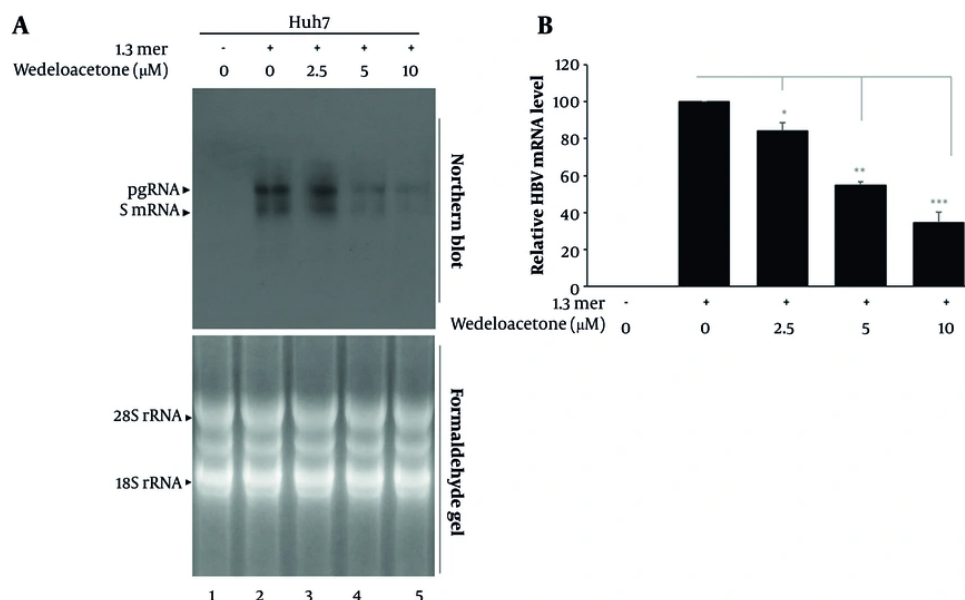 A
Huh7
1.3 mer - + + + +
Wedeloacetone (μM) 0 0 2.5 5 10
pgRNA
S mRNA
Northern blot
28S rRNA
18S rRNA
Formaldehyde gel
1 2 3 4 5
B
Relative HBV mRNA level
120
100
80
60
40
20
0
*
**
***
1.3 mer - + + + +
Wedeloacetone (μM) 0 0 2.5 5 10